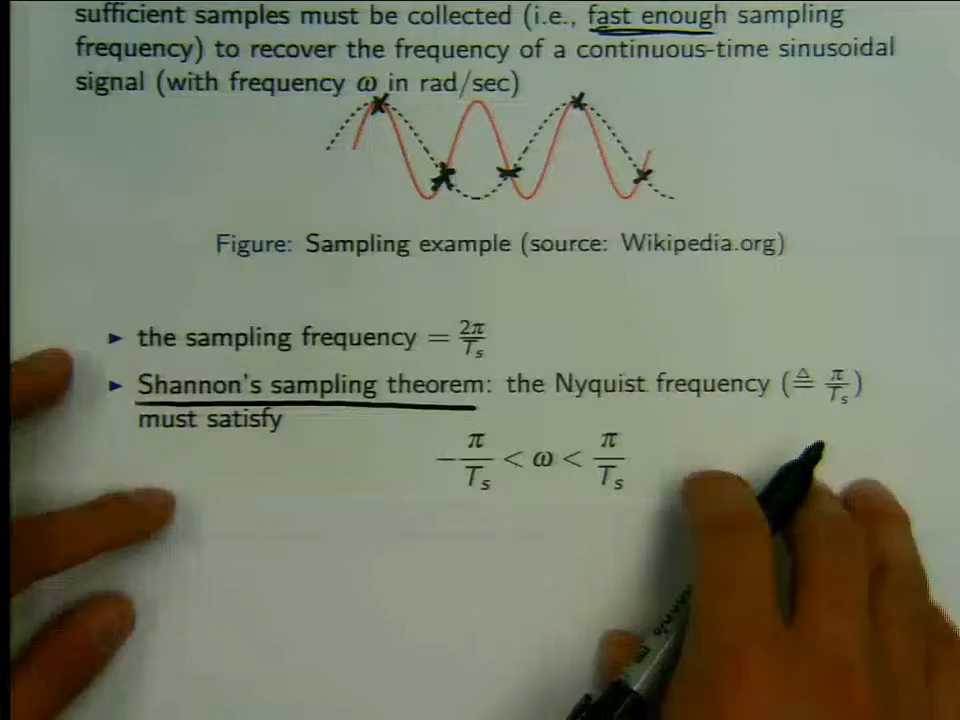 sufficient samples must be collected (i.e., fast enough sampling
frequency) to recover the frequency of a continuous-time sinusoidal
signal (with frequency ω in rad/sec)
Figure: Sampling example (source: Wikipedia.org)
▶ the sampling frequency = 2π/Ts
▶ Shannon's sampling theorem: the Nyquist frequency (≜ π/Ts)
must satisfy
−π/Ts < ω < π/Ts